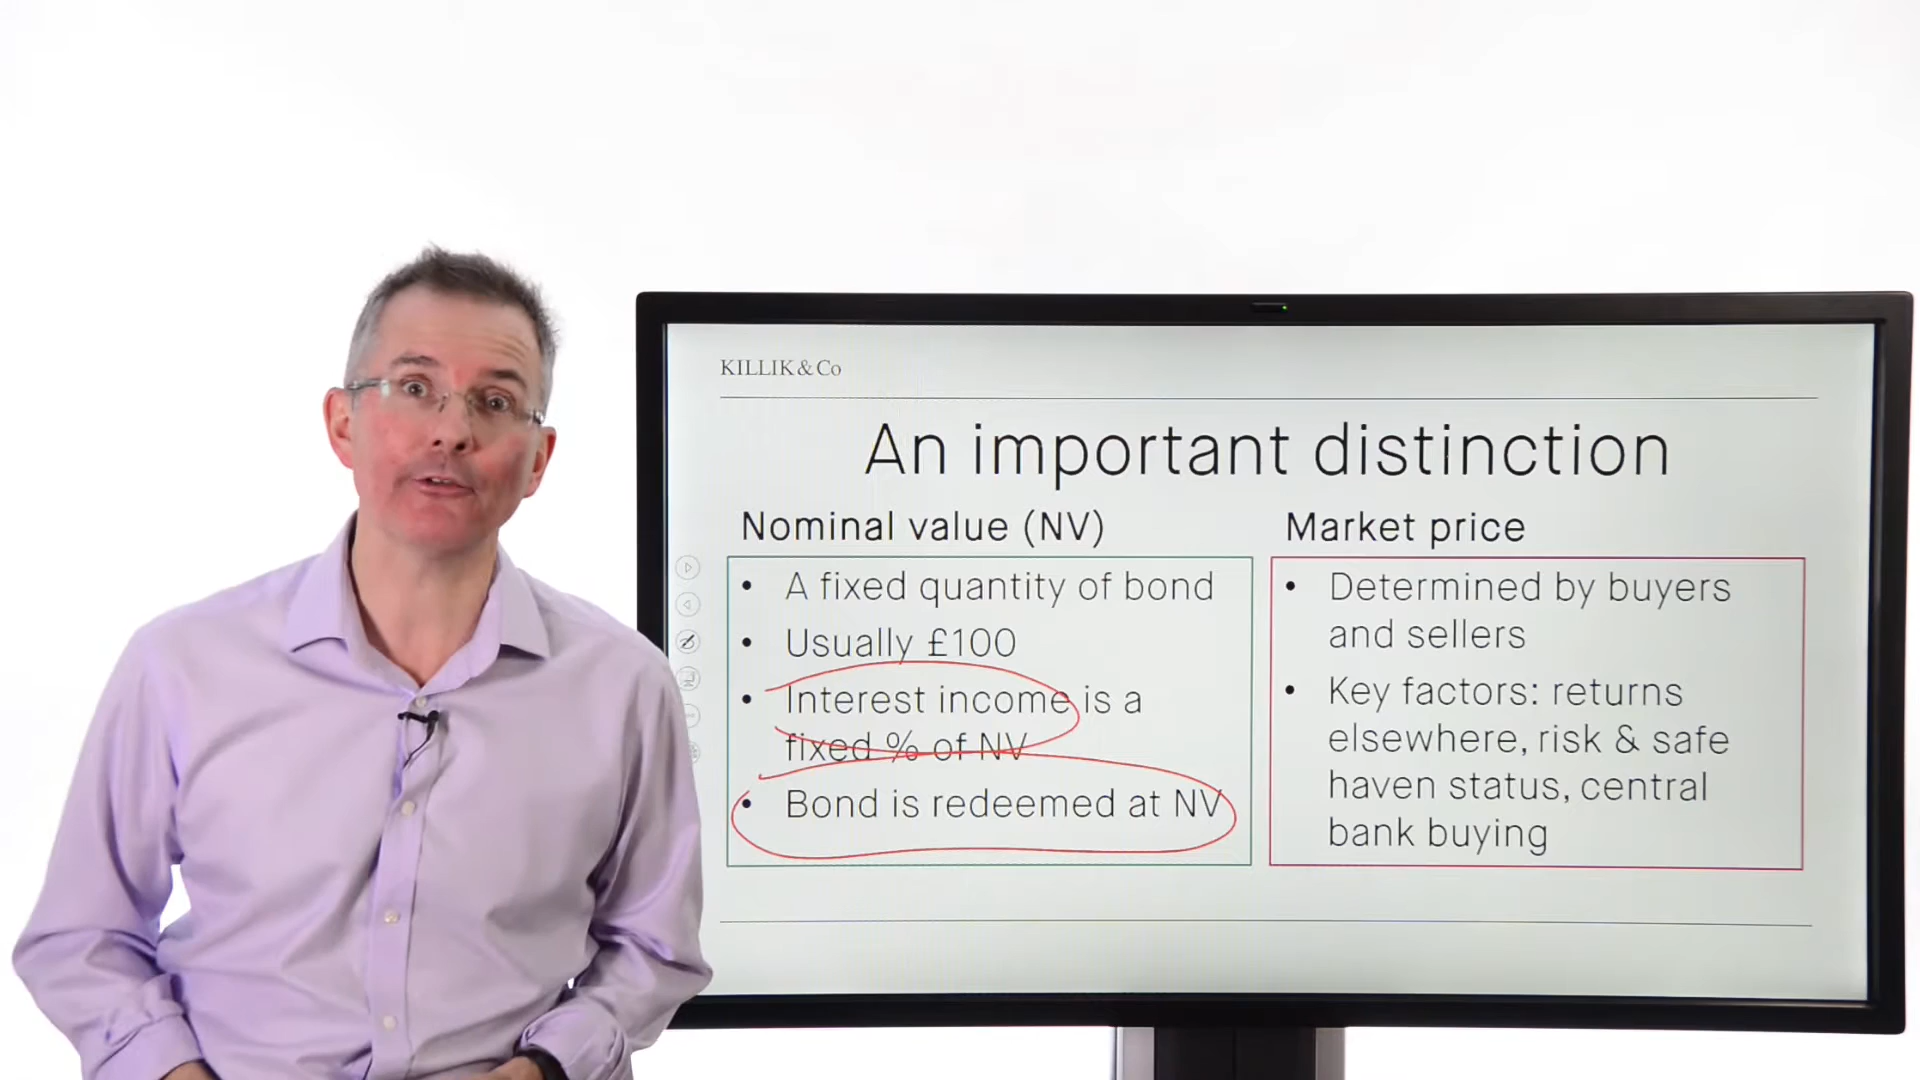 KILLIK & Co
An important distinction
Nominal value (NV)
• A fixed quantity of bond
• Usually £100
• Interest income is a
fixed % of NV
• Bond is redeemed at NV
Market price
• Determined by buyers
and sellers
• Key factors: returns
elsewhere, risk & safe
haven status, central
bank buying